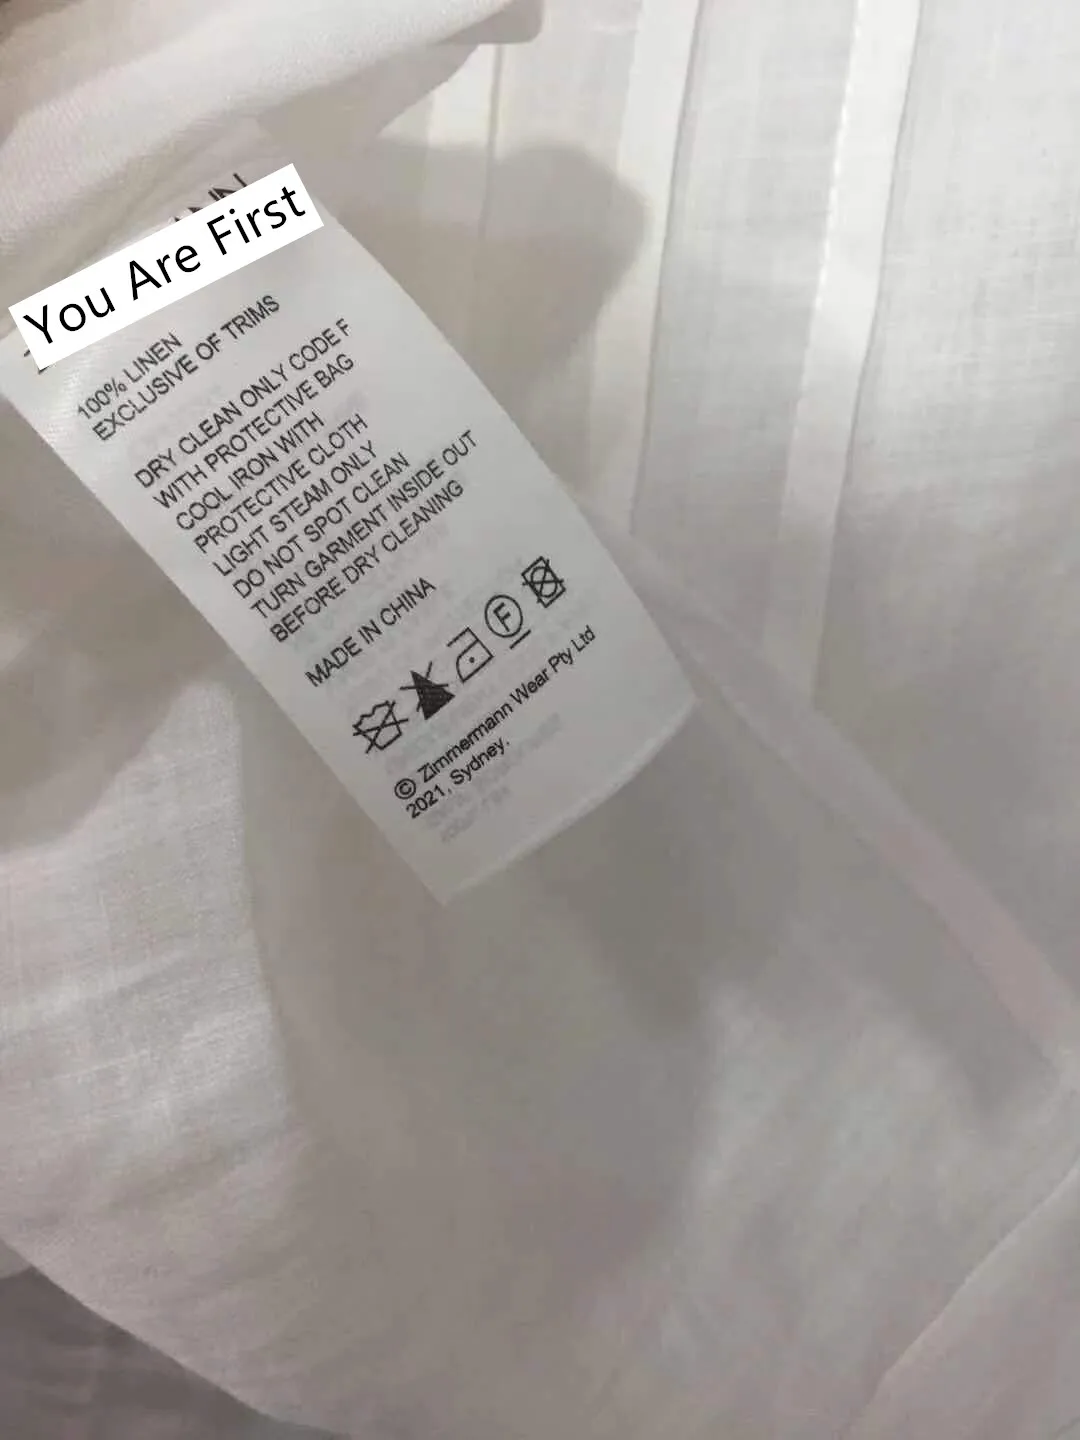 You Are First
100% LINEN
EXCLUSIVE OF TRIMS
DRY CLEAN ONLY CODE F
WITH PROTECTIVE BAG
COOL IRON WITH
PROTECTIVE CLOTH
LIGHT STEAM ONLY
DO NOT SPOT CLEAN
TURN GARMENT INSIDE OUT
BEFORE DRY CLEANING
MADE IN CHINA
F
© Zimmermann Wear Pty Ltd
2021, Sydney.